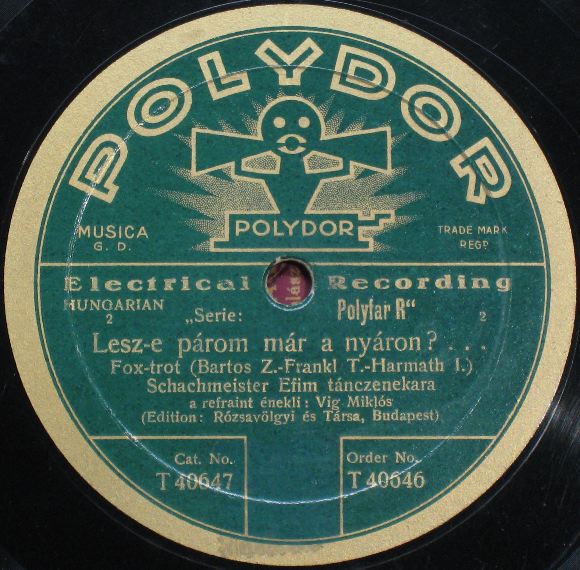 POLYDOR
POLYDOR
MUSICA
G. D.
TRADE MARK
REGD
Electrical Recording
HUNGARIAN
2
„Serie: Polyfar R“
2
Lesz-e párom már a nyáron? . . .
Fox-trot (Bartos Z.-Frankl T.-Harmath I.)
Schachmeister Efim tánczenekara
a refraint énekli: Vig Miklós
(Edition: Rózsavölgyi és Társa, Budapest)
Cat. No.
T 40647
Order No.
T 40646